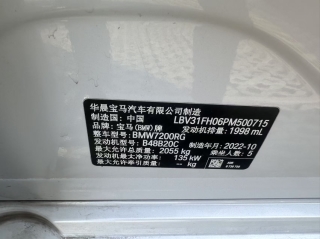 华晨宝马汽车有限公司制造
制造国：中国 LBV31FH06PM500715
品牌：宝马(BMW)牌 发动机排量：1998 mL
整车型号：BMW7200RG
发动机型号：B48B20C 制造年月：2022-10
最大允许总质量：2055 kg 乘坐人数：5
发动机最大净功率：135 kW
最大允许牵引质量：-- kg